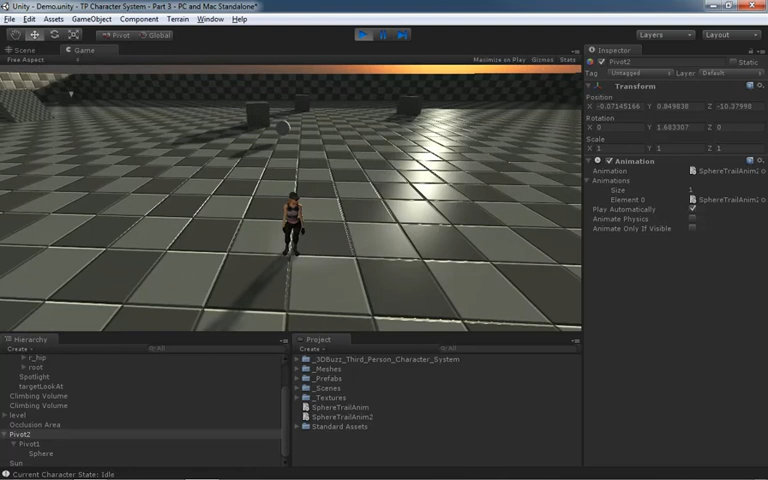 Unity - Demo.unity - TP Character System - Part 3 - PC and Mac Standalone*
File Edit Assets GameObject Component Terrain Window Help
Pivot Global Layers Layout
Scene Game
Free Aspect Maximize on Play Gizmos Stats
Inspector
Pivot2 Static
Tag Untagged Layer Default
Transform
Position
X -0.07145166 Y 0.849838 Z -10.37998
Rotation
X 0 Y 1.683307 Z 0
Scale
X 1 Y 1 Z 1
Animation
Animation SphereTrailAnim2
Animations
Size 1
Element 0 SphereTrailAnim2
Play Automatically
Animate Physics
Animate Only If Visible
Hierarchy
Create All
r_hip
root
Spotlight
targetLookAt
Climbing Volume
Climbing Volume
level
Occlusion Area
Pivot2
Pivot1
Sphere
Sun
Project
Create All
_3DBuzz_Third_Person_Character_System
_Meshes
_Prefabs
_Scenes
_Textures
SphereTrailAnim
SphereTrailAnim2
Standard Assets
Current Character State: Idle